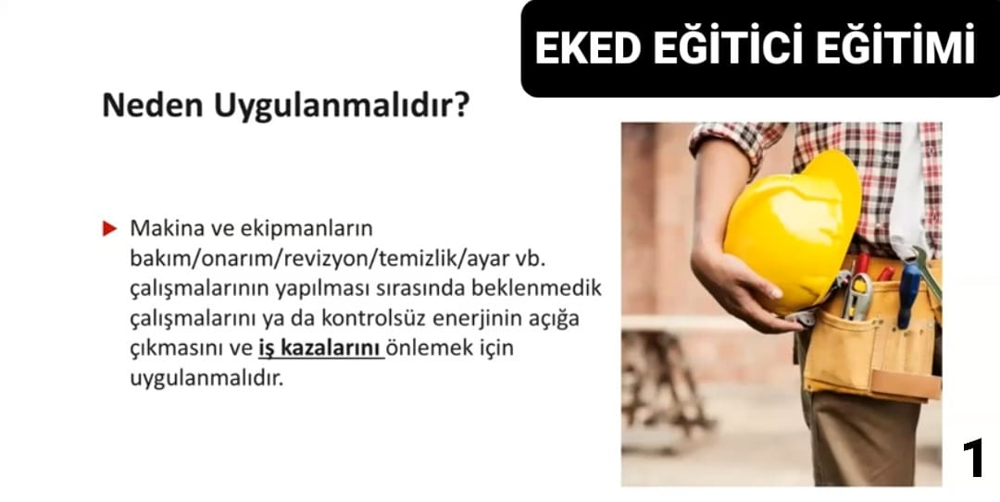 EKED EĞİTİCİ EĞİTİMİ
Neden Uygulanmalıdır?
Makina ve ekipmanların
bakım/onarım/revizyon/temizlik/ayar vb.
çalışmalarının yapılması sırasında beklenmedik
çalışmalarını ya da kontrolsüz enerjinin açığa
çıkmasını ve iş kazalarını önlemek için
uygulanmalıdır.
1